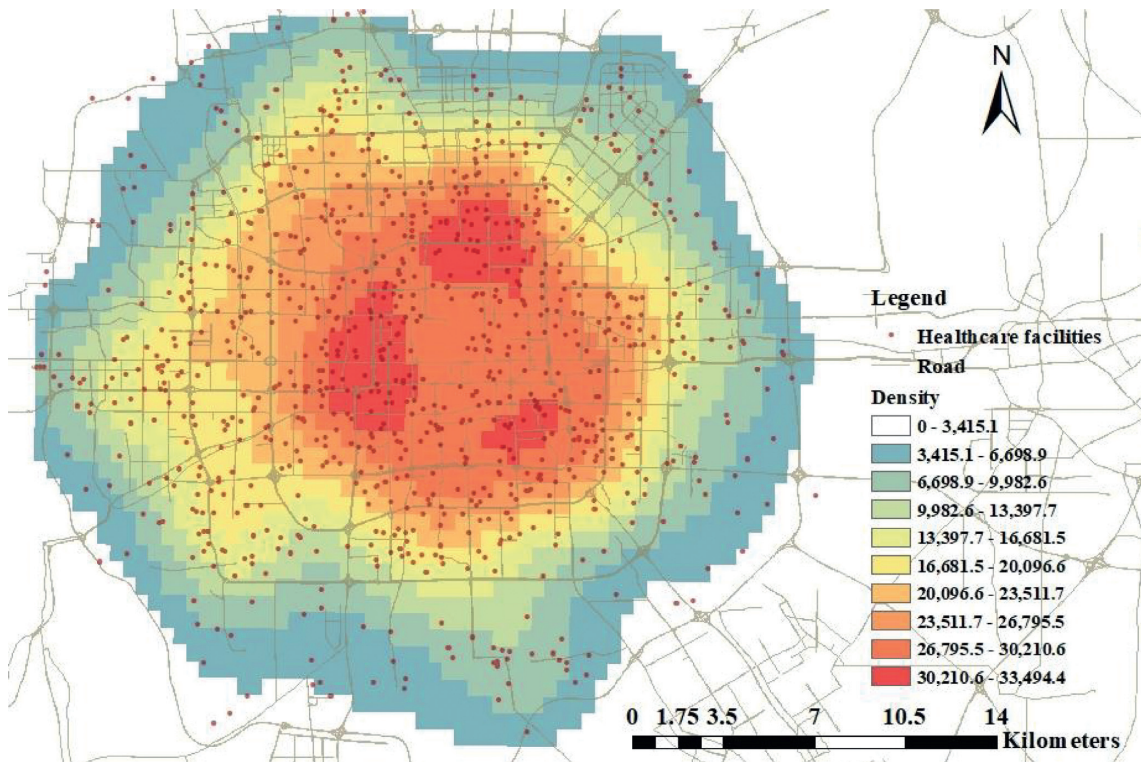 N
Legend
Healthcare facilities
Road
Density
0 - 3,415.1
3,415.1 - 6,698.9
6,698.9 - 9,982.6
9,982.6 - 13,397.7
13,397.7 - 16,681.5
16,681.5 - 20,096.6
20,096.6 - 23,511.7
23,511.7 - 26,795.5
26,795.5 - 30,210.6
30,210.6 - 33,494.4
0 1.75 3.5 7 10.5 14
Kilometers